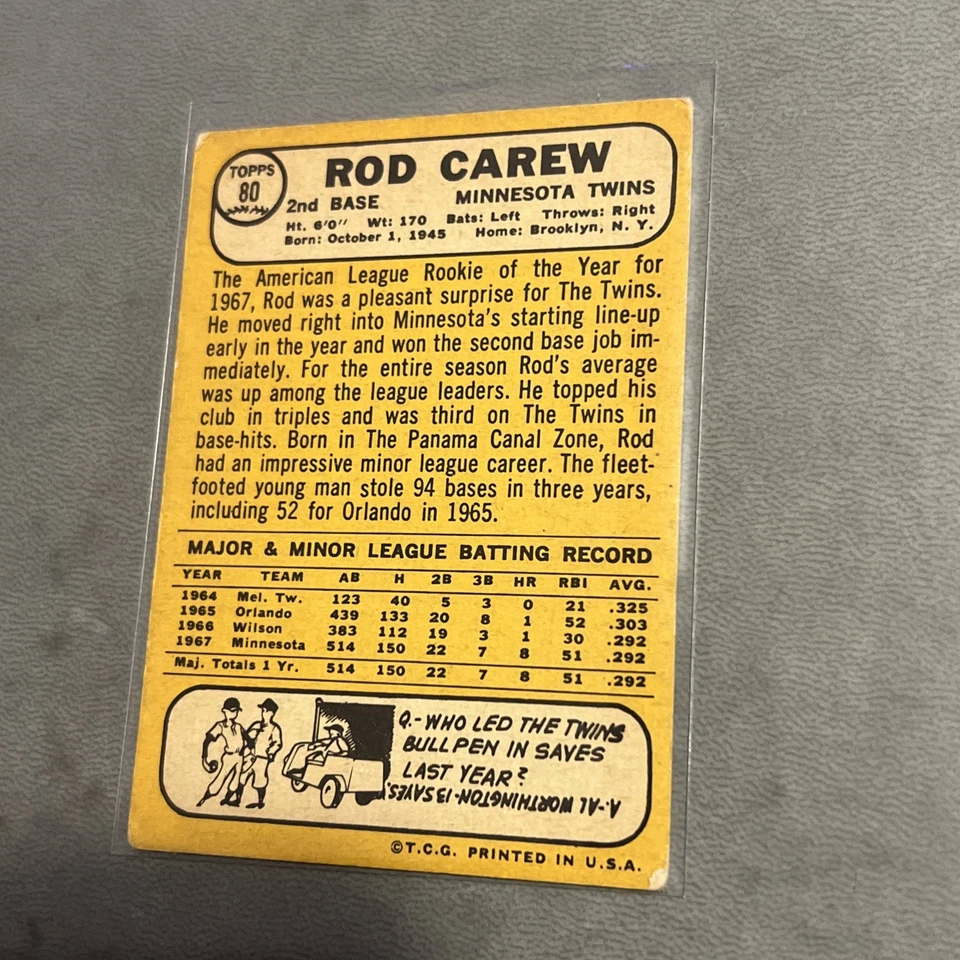 TOPPS
80
ROD CAREW
2nd BASE MINNESOTA TWINS
Ht. 6'0" Wt: 170 Bats: Left Throws: Right
Born: October 1, 1945 Home: Brooklyn, N. Y.
The American League Rookie of the Year for
1967, Rod was a pleasant surprise for The Twins.
He moved right into Minnesota's starting line-up
early in the year and won the second base job im-
mediately. For the entire season Rod's average
was up among the league leaders. He topped his
club in triples and was third on The Twins in
base-hits. Born in The Panama Canal Zone, Rod
had an impressive minor league career. The fleet-
footed young man stole 94 bases in three years,
including 52 for Orlando in 1965.
MAJOR & MINOR LEAGUE BATTING RECORD
YEAR TEAM AB H 2B 3B HR RBI AVG.
1964 Mel. Tw. 123 40 5 3 0 21 .325
1965 Orlando 439 133 20 8 1 52 .303
1966 Wilson 383 112 19 3 1 30 .292
1967 Minnesota 514 150 22 7 8 51 .292
Maj. Totals 1 Yr. 514 150 22 7 8 51 .292
Q.- WHO LED THE TWINS
BULLPEN IN SAVES
LAST YEAR?
A.-AL WORTHINGTON-13 SAVES.
©T.C.G. PRINTED IN U.S.A.